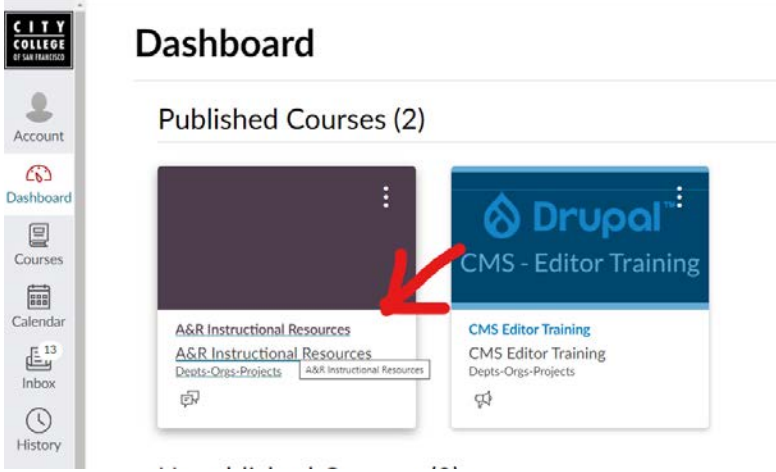 CITY
COLLEGE
OF SAN FRANCISCO
Account
Dashboard
Courses
Calendar
13
Inbox
History
Dashboard
Published Courses (2)
A&R Instructional Resources
A&R Instructional Resources
Depts-Orgs-Projects
A&R Instructional Resources
Drupal™
CMS - Editor Training
CMS Editor Training
CMS Editor Training
Depts-Orgs-Projects